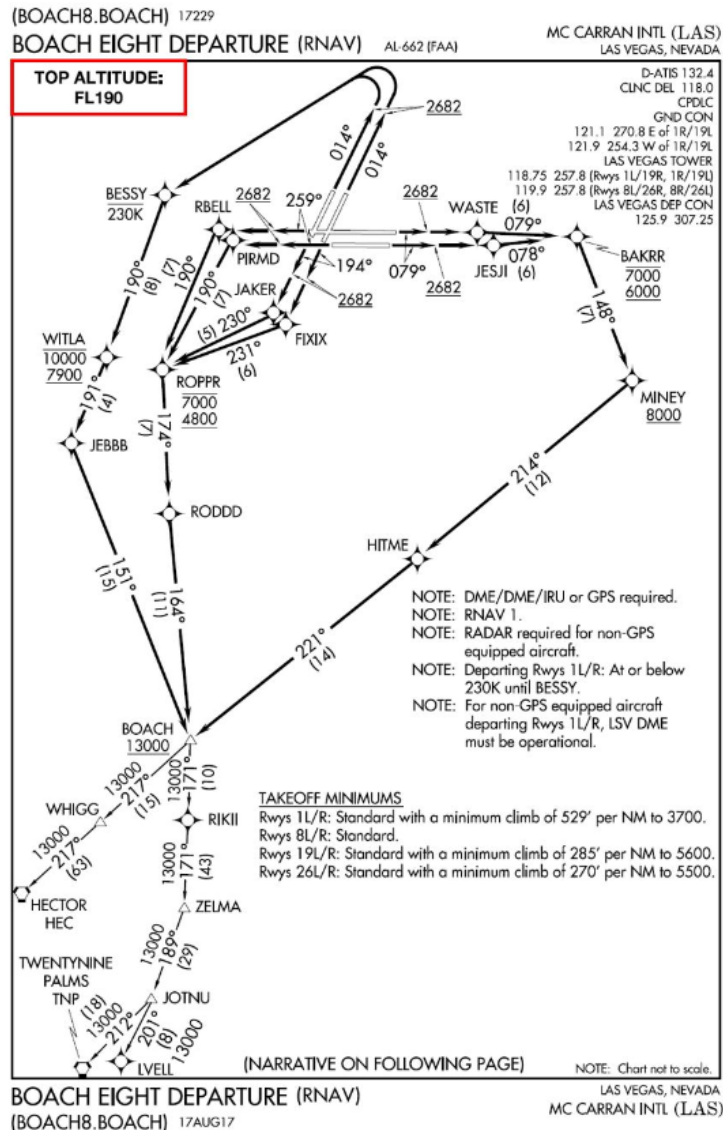 (BOACH8.BOACH) 17229
BOACH EIGHT DEPARTURE (RNAV)
AL-662 (FAA)
MC CARRAN INTL (LAS)
LAS VEGAS, NEVADA
TOP ALTITUDE:
FL190
D-ATIS 132.4
CLNC DEL 118.0
CPDLC
GND CON
121.1 270.8 E of 1R/19L
121.9 254.3 W of 1R/19L
LAS VEGAS TOWER
118.75 257.8 (Rwys 1L/19R, 1R/19L)
119.9 257.8 (Rwys 8L/26R, 8R/26L)
LAS VEGAS DEP CON
125.9 307.25
2682
014°
014°
BESSY
230K
RBELL
2682
259°
2682
WASTE
(6)
079°
PIRMD
194°
079°
2682
JESJI
078°
(6)
BAKRR
7000
6000
190°
(8)
(7)
190°
190°
(7)
JAKER
2682
FIXIX
(5) 230°
231°
(6)
148°
(7)
WITLA
10000
7900
191°
(4)
ROPPR
7000
4800
MINEY
8000
JEBBB
174°
(7)
214°
(12)
RODDD
HITME
151°
(15)
164°
(11)
221°
(14)
NOTE: DME/DME/IRU or GPS required.
NOTE: RNAV 1.
NOTE: RADAR required for non-GPS
equipped aircraft.
NOTE: Departing Rwys 1L/R: At or below
230K until BESSY.
NOTE: For non-GPS equipped aircraft
departing Rwys 1L/R, LSV DME
must be operational.
BOACH
13000
13000
217°
(15)
13000
171°
(10)
WHIGG
RIKII
TAKEOFF MINIMUMS
Rwys 1L/R: Standard with a minimum climb of 529' per NM to 3700.
Rwys 8L/R: Standard.
Rwys 19L/R: Standard with a minimum climb of 285' per NM to 5600.
Rwys 26L/R: Standard with a minimum climb of 270' per NM to 5500.
13000
217°
(63)
13000
171°
(43)
HECTOR
HEC
ZELMA
13000
189°
(29)
TWENTYNINE
PALMS
TNP
(18)
13000
212°
JOTNU
201°
(8)
13000
LVELL
(NARRATIVE ON FOLLOWING PAGE)
NOTE: Chart not to scale.
BOACH EIGHT DEPARTURE (RNAV)
(BOACH8.BOACH) 17AUG17
LAS VEGAS, NEVADA
MC CARRAN INTL (LAS)